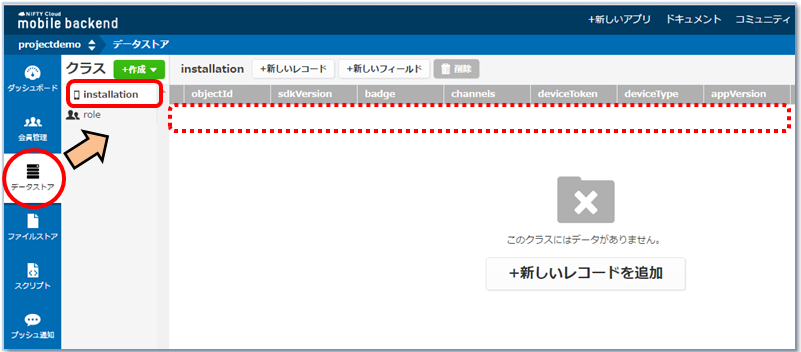 NIFTY Cloud
mobile backend
+新しいアプリ ドキュメント コミュニティ
projectdemo データストア
ダッシュボード
会員管理
データストア
ファイルストア
スクリプト
プッシュ通知
クラス +作成
installation
role
installation +新しいレコード +新しいフィールド 削除
objectId sdkVersion badge channels deviceToken deviceType appVersion
このクラスにはデータがありません。
+新しいレコードを追加